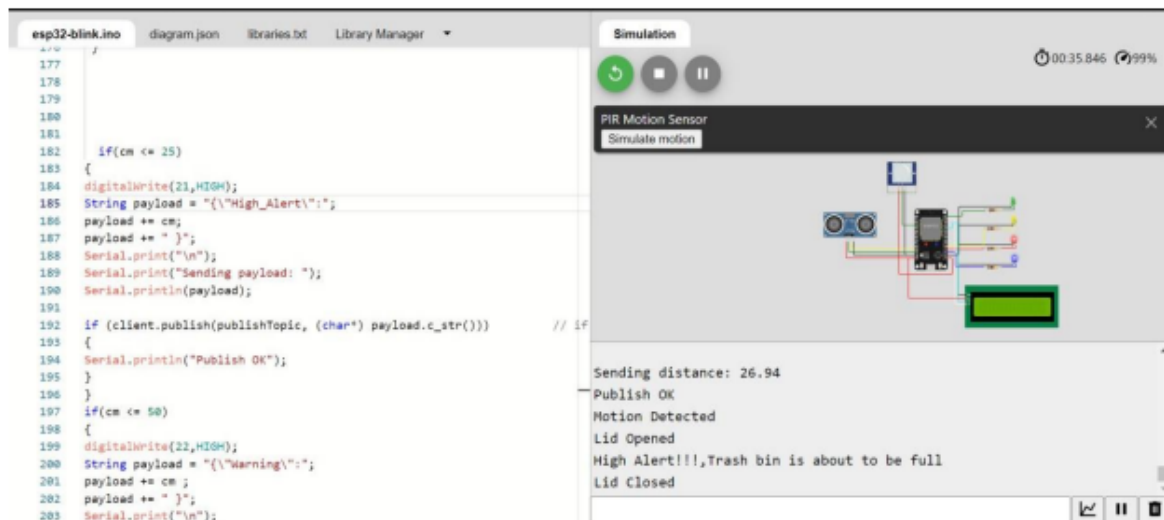 esp32-blink.ino diagram.json libraries.txt Library Manager
176 }
177
178
179
180
181
182 if(cm <= 25)
183 {
184 digitalWrite(21,HIGH);
185 String payload = "{\"High_Alert\":";
186 payload += cm;
187 payload += " }";
188 Serial.print("\n");
189 Serial.print("Sending payload: ");
190 Serial.println(payload);
191
192 if (client.publish(publishTopic, (char*) payload.c_str())) // if
193 {
194 Serial.println("Publish OK");
195 }
196 }
197 if(cm <= 50)
198 {
199 digitalWrite(22,HIGH);
200 String payload = "{\"Warning\":";
201 payload += cm ;
202 payload += " }";
203 Serial.print("\n");
Simulation
00:35.846 99%
PIR Motion Sensor
Simulate motion
Sending distance: 26.94
Publish OK
Motion Detected
Lid Opened
High Alert!!!,Trash bin is about to be full
Lid Closed